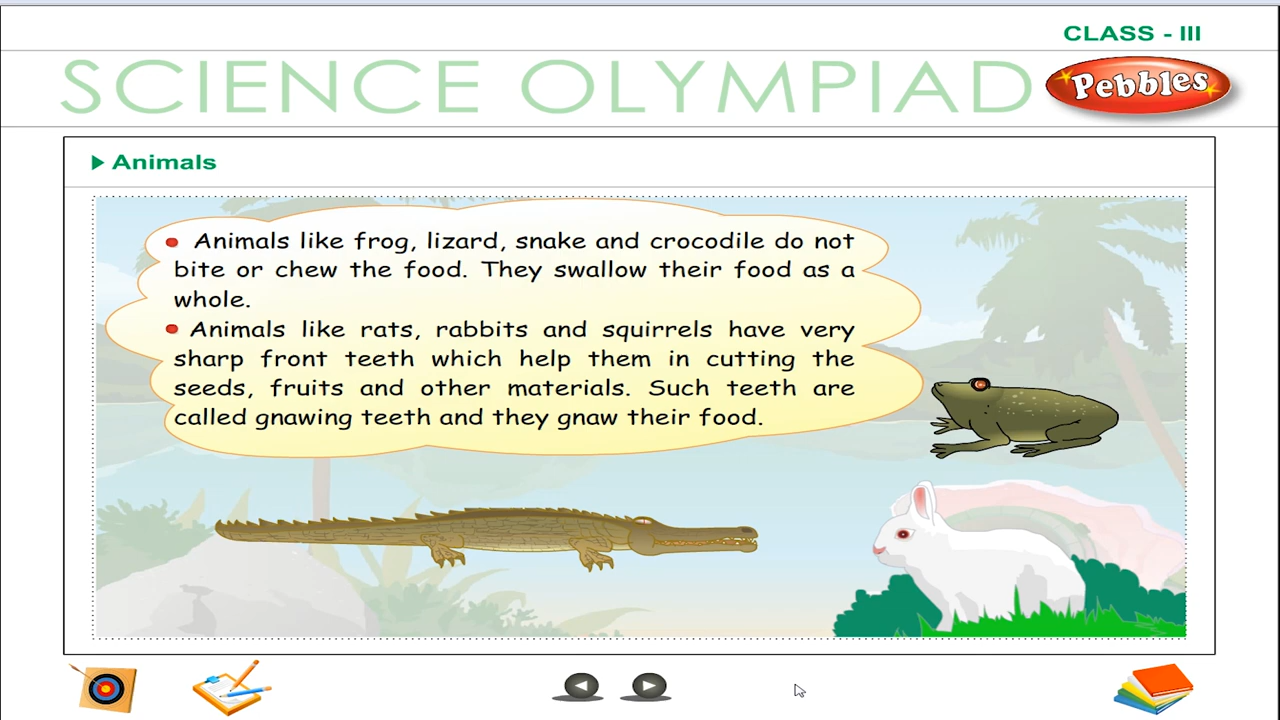 CLASS - III
SCIENCE OLYMPIAD
Pebbles
Animals
Animals like frog, lizard, snake and crocodile do not
bite or chew the food. They swallow their food as a
whole.
Animals like rats, rabbits and squirrels have very
sharp front teeth which help them in cutting the
seeds, fruits and other materials. Such teeth are
called gnawing teeth and they gnaw their food.